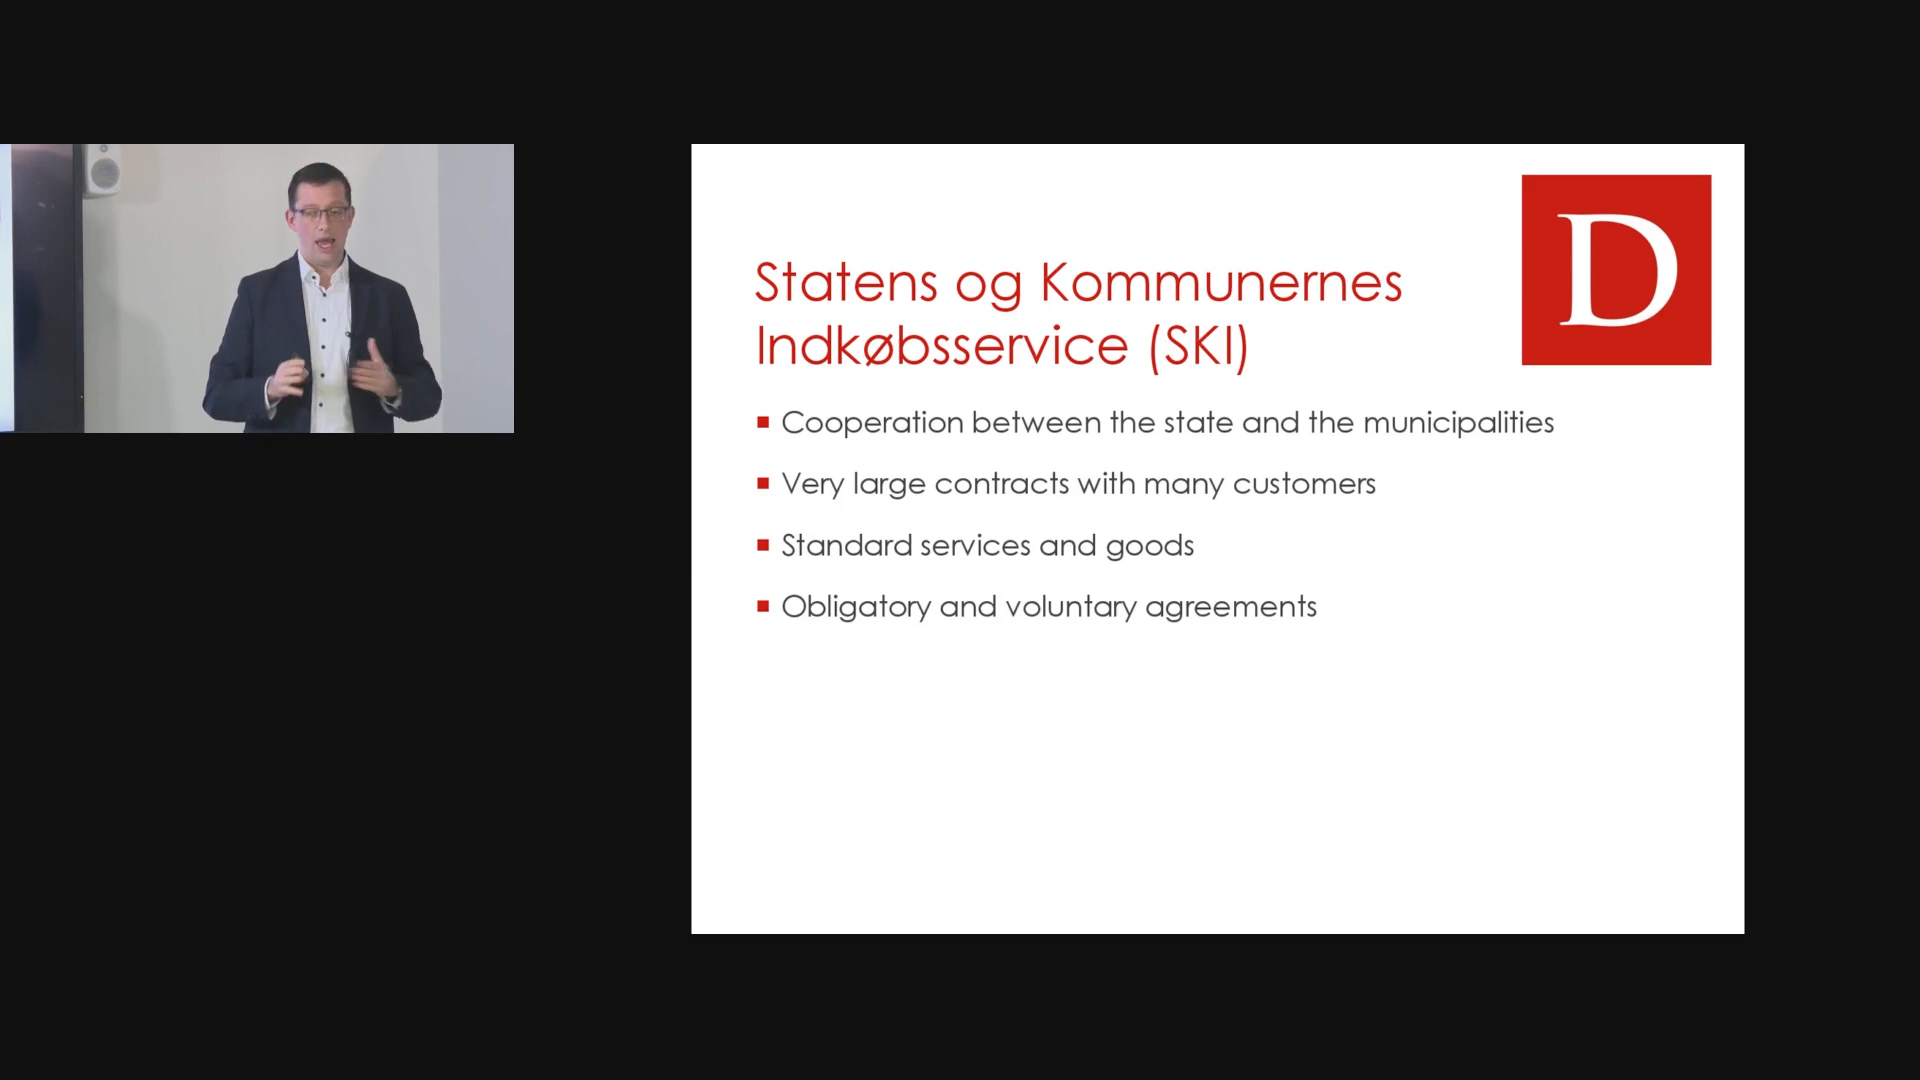 D
Statens og Kommunernes
Indkøbsservice (SKI)
Cooperation between the state and the municipalities
Very large contracts with many customers
Standard services and goods
Obligatory and voluntary agreements